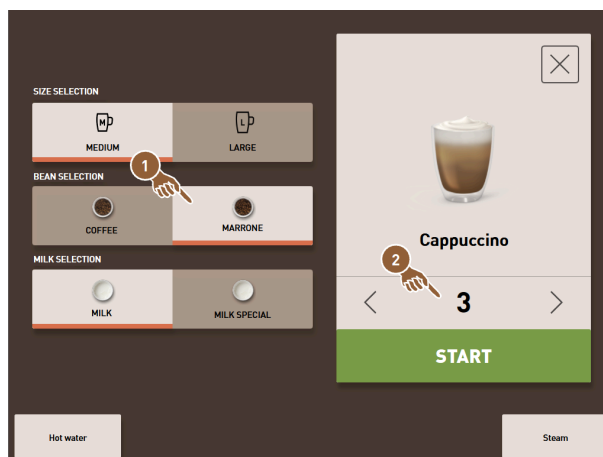 SIZE SELECTION
M
MEDIUM
L
LARGE
1
BEAN SELECTION
COFFEE
MARRONE
MILK SELECTION
MILK
MILK SPECIAL
Cappuccino
2
3
START
Hot water
Steam